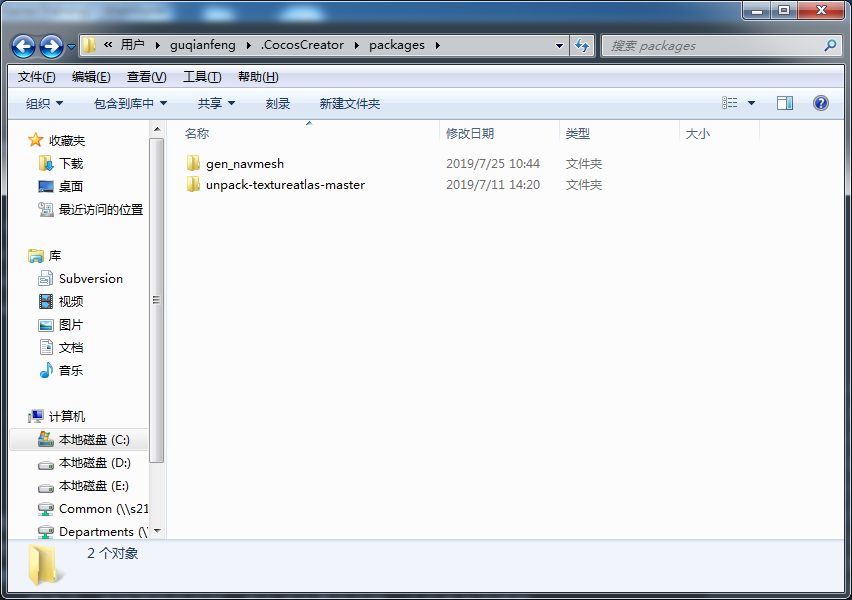 « 用户 guqianfeng .CocosCreator packages
搜索 packages
文件(F) 编辑(E) 查看(V) 工具(T) 帮助(H)
组织 包含到库中 共享 刻录 新建文件夹
名称 修改日期 类型 大小
gen_navmesh 2019/7/25 10:44 文件夹
unpack-textureatlas-master 2019/7/11 14:20 文件夹
收藏夹
下载
桌面
最近访问的位置
库
Subversion
视频
图片
文档
音乐
计算机
本地磁盘 (C:)
本地磁盘 (D:)
本地磁盘 (E:)
Common (\\s21
Departments (\\
2 个对象